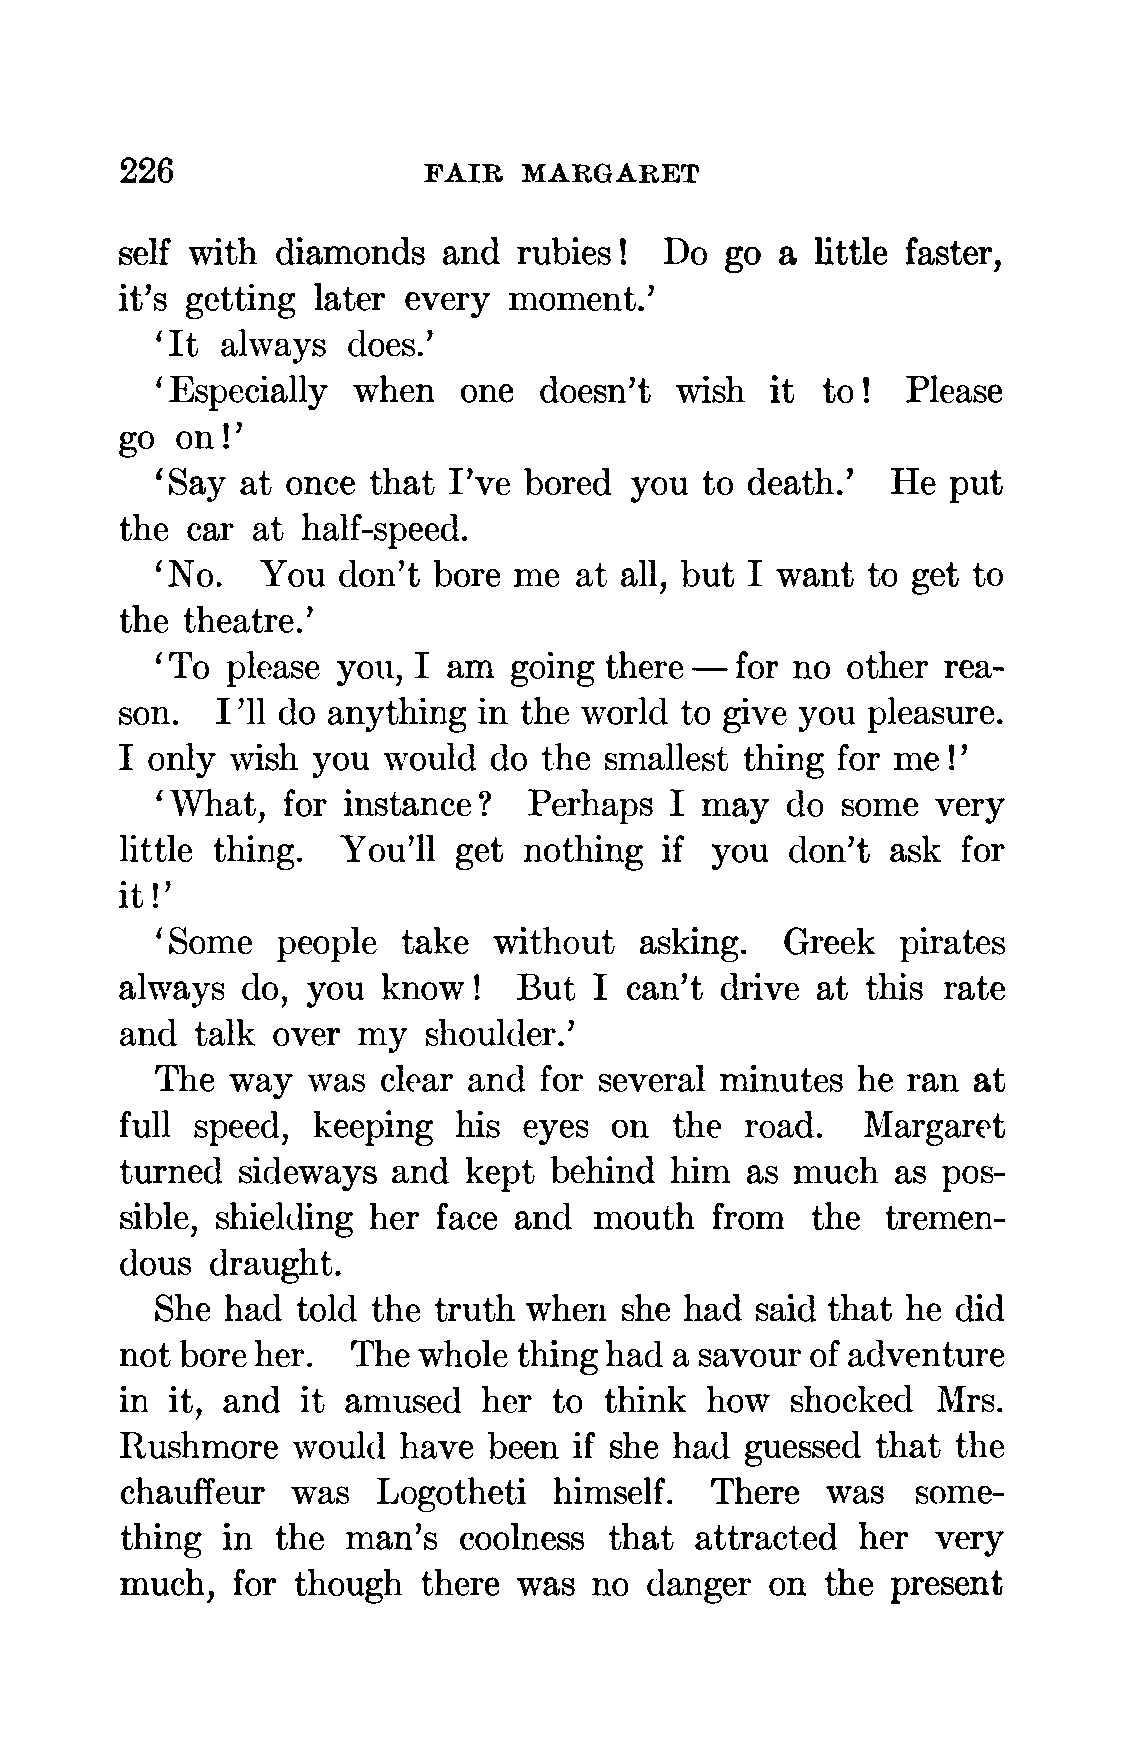 226 FAIR MARGARET
self with diamonds and rubies! Do go a little faster,
it's getting later every moment.'
'It always does.'
'Especially when one doesn't wish it to! Please
go on!'
'Say at once that I've bored you to death.' He put
the car at half-speed.
'No. You don't bore me at all, but I want to get to
the theatre.'
'To please you, I am going there — for no other rea-
son. I'll do anything in the world to give you pleasure.
I only wish you would do the smallest thing for me!'
'What, for instance? Perhaps I may do some very
little thing. You'll get nothing if you don't ask for
it!'
'Some people take without asking. Greek pirates
always do, you know! But I can't drive at this rate
and talk over my shoulder.'
The way was clear and for several minutes he ran at
full speed, keeping his eyes on the road. Margaret
turned sideways and kept behind him as much as pos-
sible, shielding her face and mouth from the tremen-
dous draught.
She had told the truth when she had said that he did
not bore her. The whole thing had a savour of adventure
in it, and it amused her to think how shocked Mrs.
Rushmore would have been if she had guessed that the
chauffeur was Logotheti himself. There was some-
thing in the man's coolness that attracted her very
much, for though there was no danger on the present